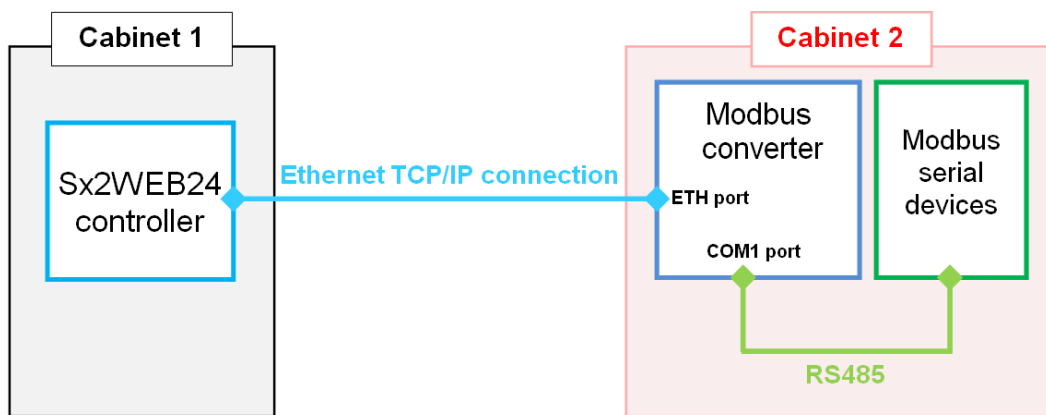 Cabinet 1
Cabinet 2
Sx2WEB24
controller
Ethernet TCP/IP connection
Modbus
converter
ETH port
COM1 port
Modbus
serial
devices
RS485